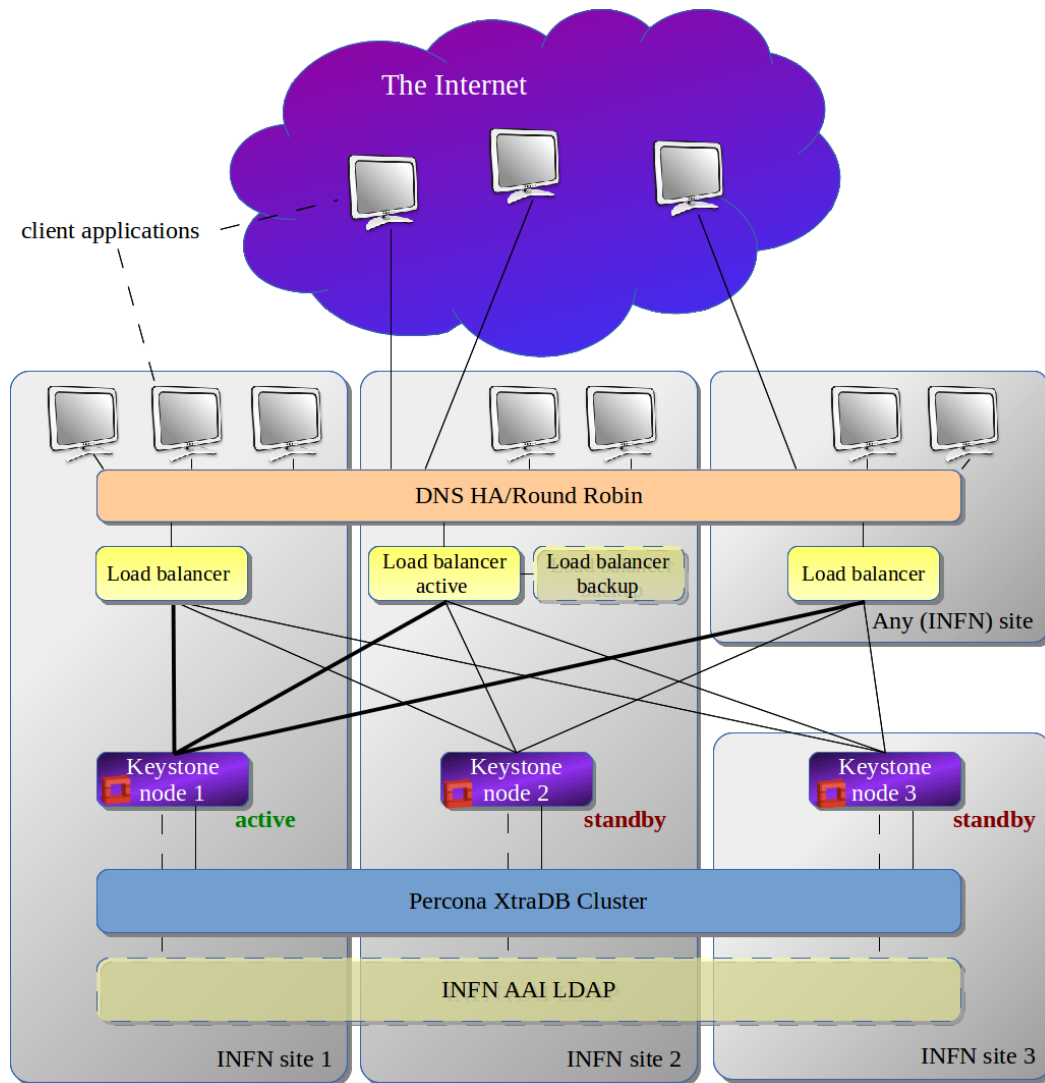 The Internet
client applications
DNS HA/Round Robin
Load balancer
Load balancer
active
Load balancer
backup
Load balancer
Any (INFN) site
Keystone
node 1
active
Keystone
node 2
standby
Keystone
node 3
standby
Percona XtraDB Cluster
INFN AAI LDAP
INFN site 1
INFN site 2
INFN site 3